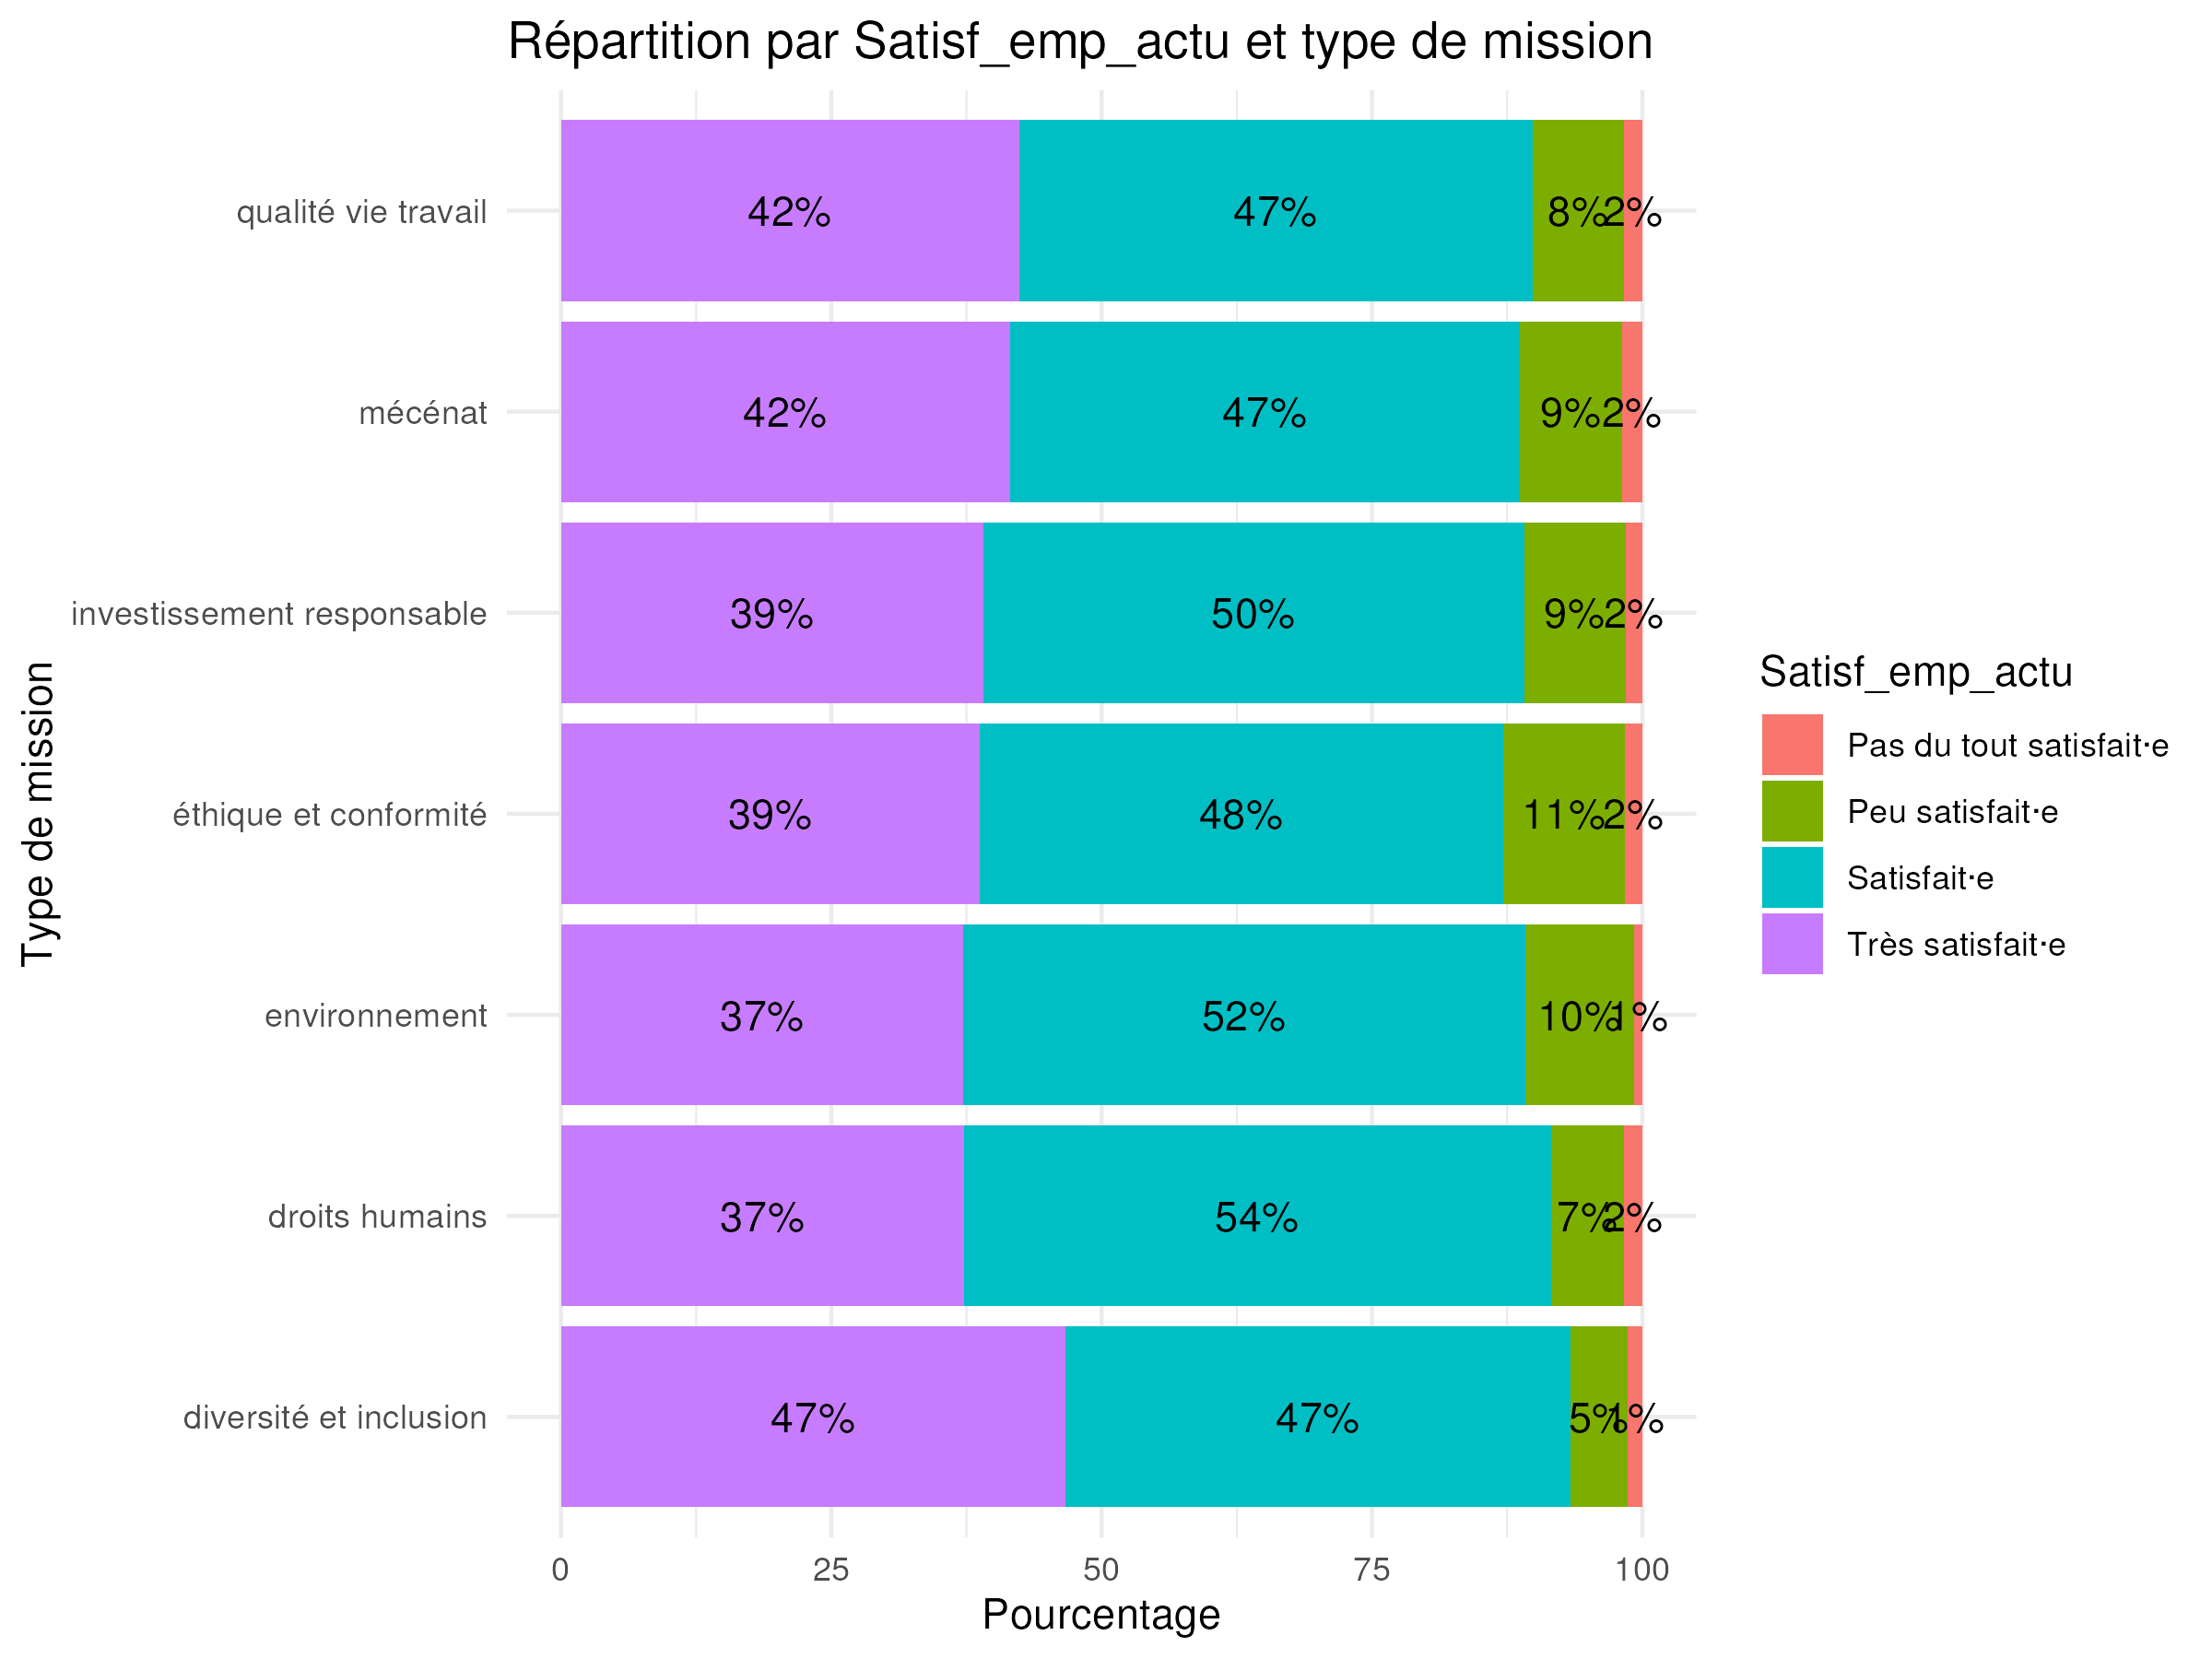 Répartition par Satisf_emp_actu et type de mission
qualité vie travail
42% 47% 8% 2%
mécénat
42% 47% 9% 2%
investissement responsable
39% 50% 9% 2%
éthique et conformité
39% 48% 11% 2%
environnement
37% 52% 10% 1%
droits humains
37% 54% 7% 2%
diversité et inclusion
47% 47% 5% 1%
0 25 50 75 100
Pourcentage
Type de mission
Satisf_emp_actu
Pas du tout satisfait·e
Peu satisfait·e
Satisfait·e
Très satisfait·e